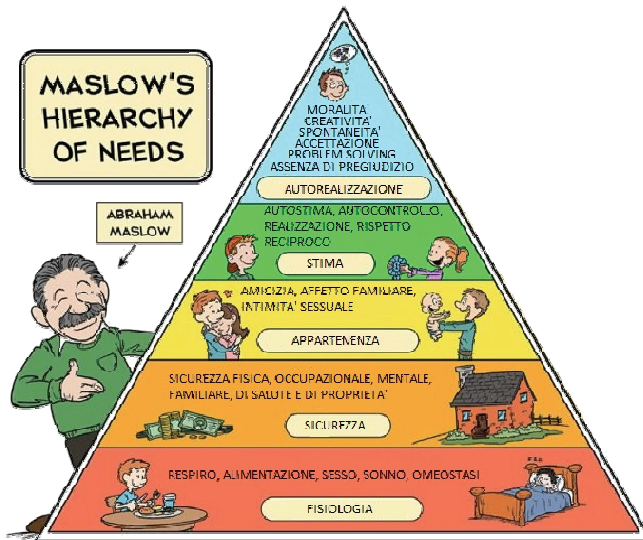 MASLOW'S
HIERARCHY
OF NEEDS
ABRAHAM
MASLOW
MORALITA'
CREATIVITA'
SPONTANEITA'
ACCETTAZIONE
PROBLEM SOLVING
ASSENZA DI PREGIUDIZIO
AUTOREALIZZAZIONE
AUTOSTIMA, AUTOCONTROLLO,
REALIZZAZIONE, RISPETTO
RECIPROCO
STIMA
AMICIZIA, AFFETTO FAMILIARE,
INTIMITA' SESSUALE
APPARTENENZA
SICUREZZA FISICA, OCCUPAZIONALE, MENTALE,
FAMILIARE, DI SALUTE E DI PROPRIETA'
SICUREZZA
RESPIRO, ALIMENTAZIONE, SESSO, SONNO, OMEOSTASI
FISIOLOGIA